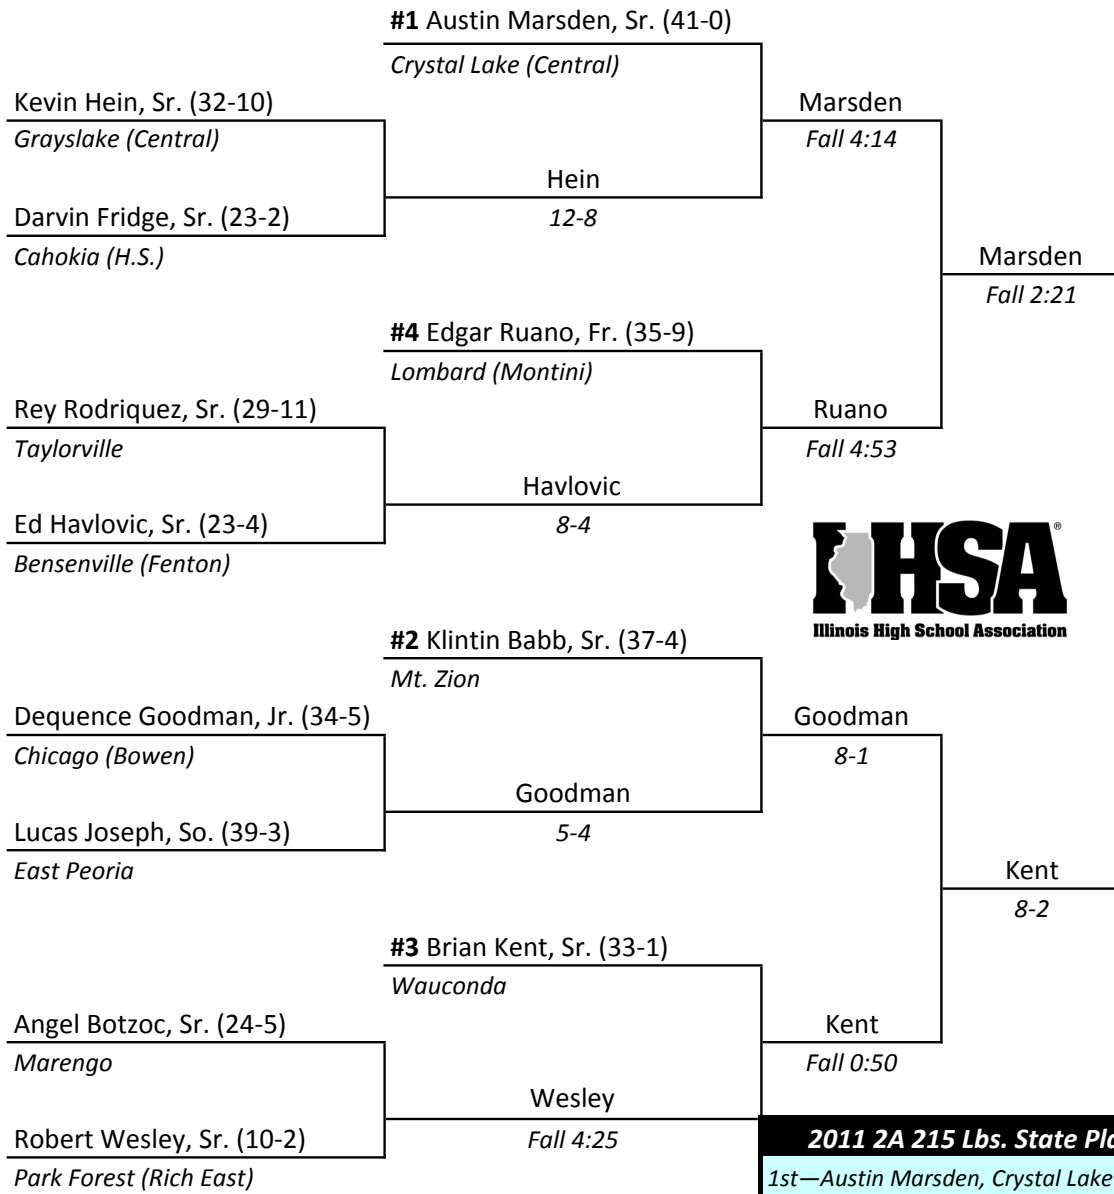 #1 Austin Marsden, Sr. (41-0)
Crystal Lake (Central)
Kevin Hein, Sr. (32-10)
Grayslake (Central)
Marsden
Fall 4:14
Hein
12-8
Darvin Fridge, Sr. (23-2)
Cahokia (H.S.)
Marsden
Fall 2:21
#4 Edgar Ruano, Fr. (35-9)
Lombard (Montini)
Rey Rodriquez, Sr. (29-11)
Taylorville
Ruano
Fall 4:53
Havlovic
8-4
Ed Havlovic, Sr. (23-4)
Bensenville (Fenton)
IHSA®
Illinois High School Association
#2 Klintin Babb, Sr. (37-4)
Mt. Zion
Dequence Goodman, Jr. (34-5)
Chicago (Bowen)
Goodman
8-1
Goodman
5-4
Lucas Joseph, So. (39-3)
East Peoria
Kent
8-2
#3 Brian Kent, Sr. (33-1)
Wauconda
Angel Botzoc, Sr. (24-5)
Marengo
Kent
Fall 0:50
Wesley
Fall 4:25
Robert Wesley, Sr. (10-2)
Park Forest (Rich East)
2011 2A 215 Lbs. State Pla
1st—Austin Marsden, Crystal Lake